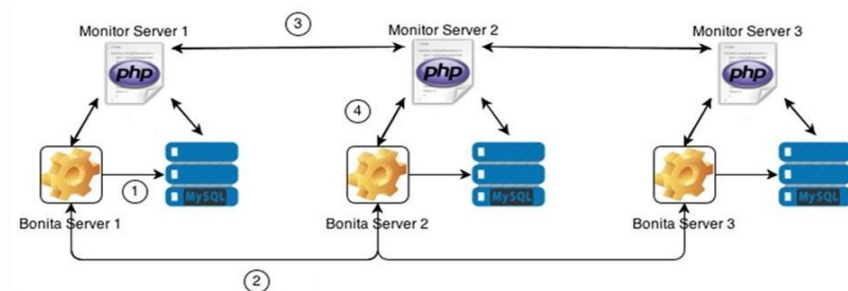 Monitor Server 1
3
Monitor Server 2
Monitor Server 3
php
php
php
4
1
MySQL
MySQL
MySQL
Bonita Server 1
Bonita Server 2
Bonita Server 3
2